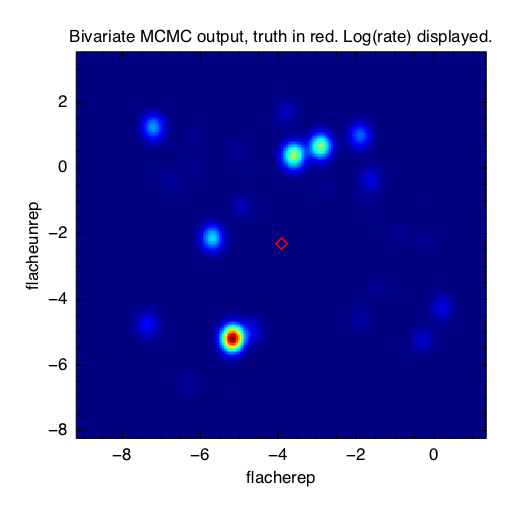 Bivariate MCMC output, truth in red. Log(rate) displayed.
2
0
−2
−4
−6
−8
flacheunrep
−8 −6 −4 −2 0
flacherep